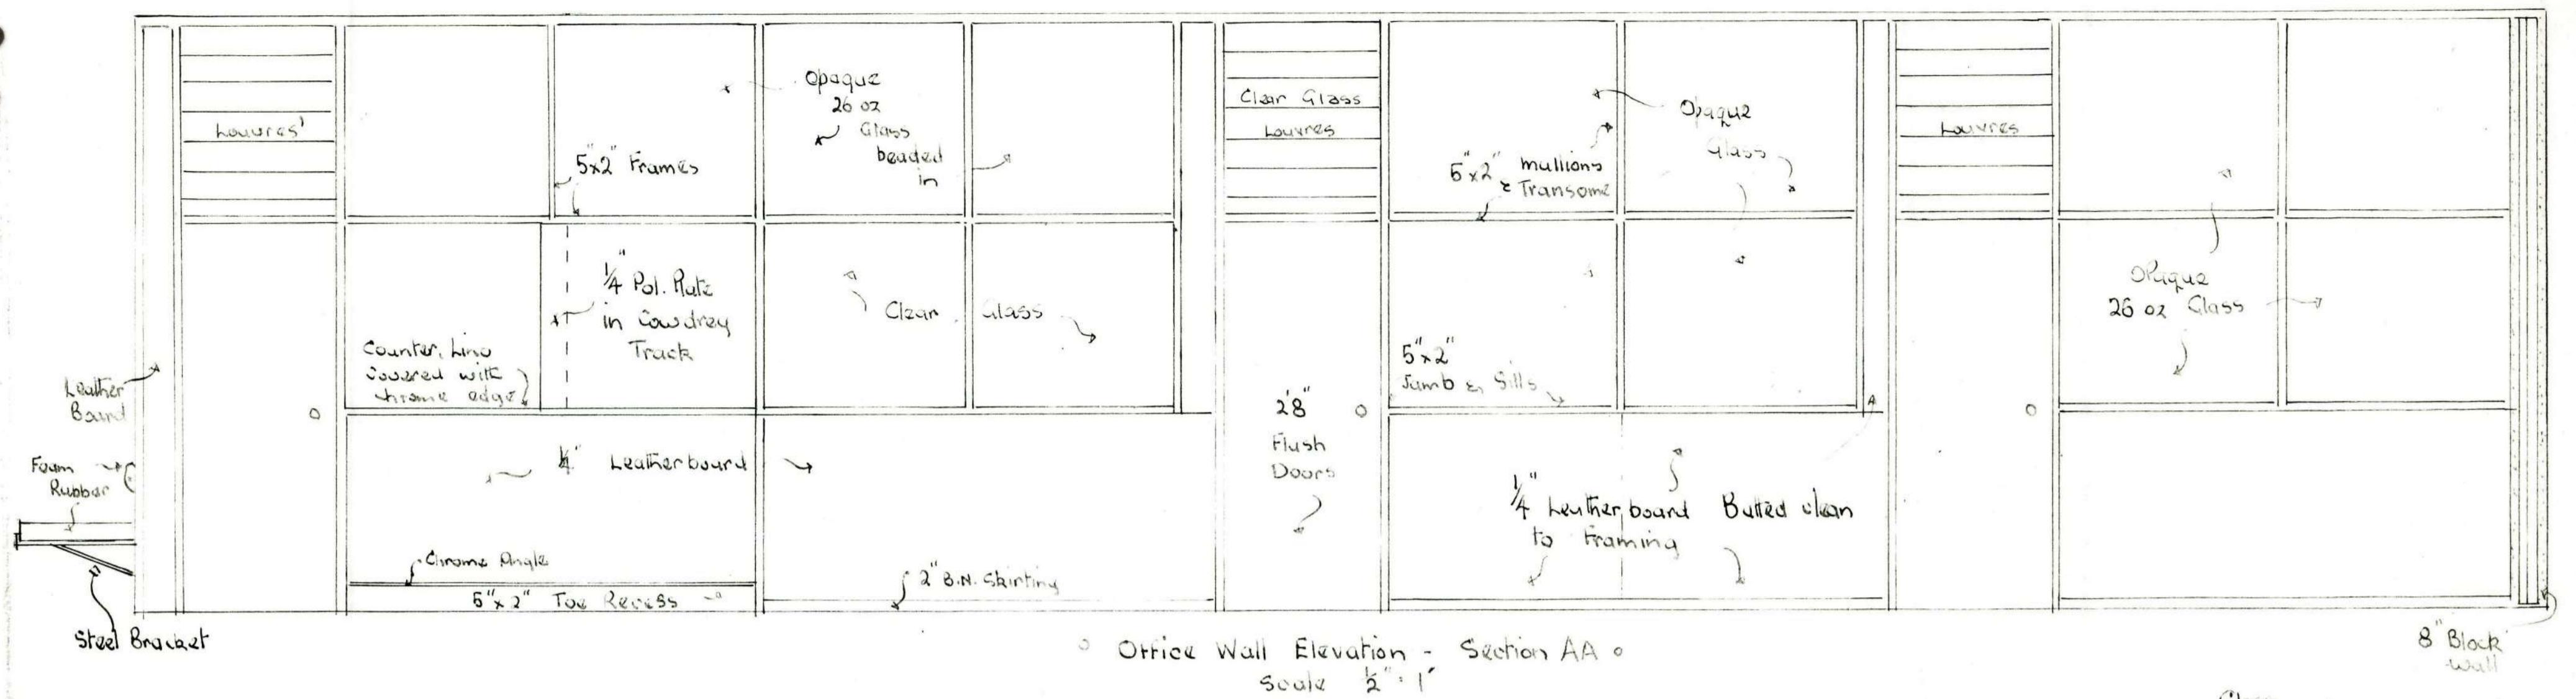 Louvres'
5"x2" Frames
Opaque
26 oz
Glass
beaded
in
Clear Glass
Louvres
5"x2" mullions
& Transome
Opaque
Glass
Louvres
Leather
Board
Foam
Rubber
Steel Bracket
Counter, Lino
covered with
chrome edge
1/4" Pol. Plate
in Cowdrey
Track
Clear Glass
1/4" Leatherboard
Chrome Angle
5"x2" Toe Recess
2" B.N. Skirting
2'8"
Flush
Doors
5"x2"
Jamb & Sills
1/4" Leatherboard Butted clean
to Framing
Opaque
26 oz Glass
8" Block
wall
Office Wall Elevation - Section AA
Scale 1/2" : 1'